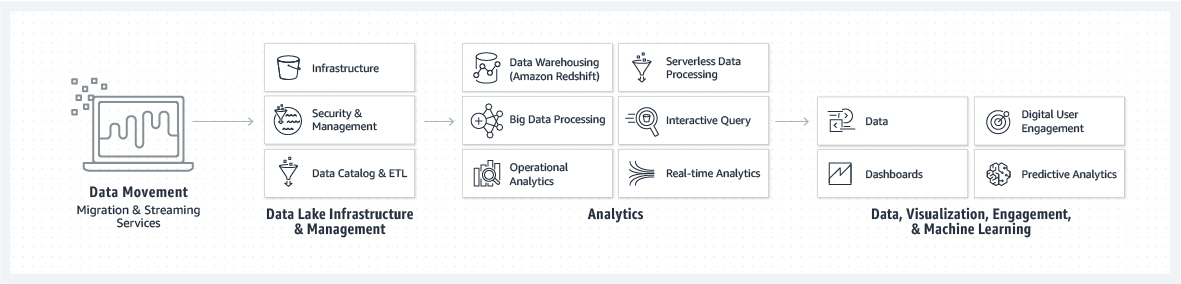 Data Movement
Migration & Streaming
Services
Infrastructure
Security &
Management
Data Catalog & ETL
Data Lake Infrastructure
& Management
Data Warehousing
(Amazon Redshift)
Serverless Data
Processing
Big Data Processing
Interactive Query
Operational
Analytics
Real-time Analytics
Analytics
Data
Digital User
Engagement
Dashboards
Predictive Analytics
Data, Visualization, Engagement,
& Machine Learning